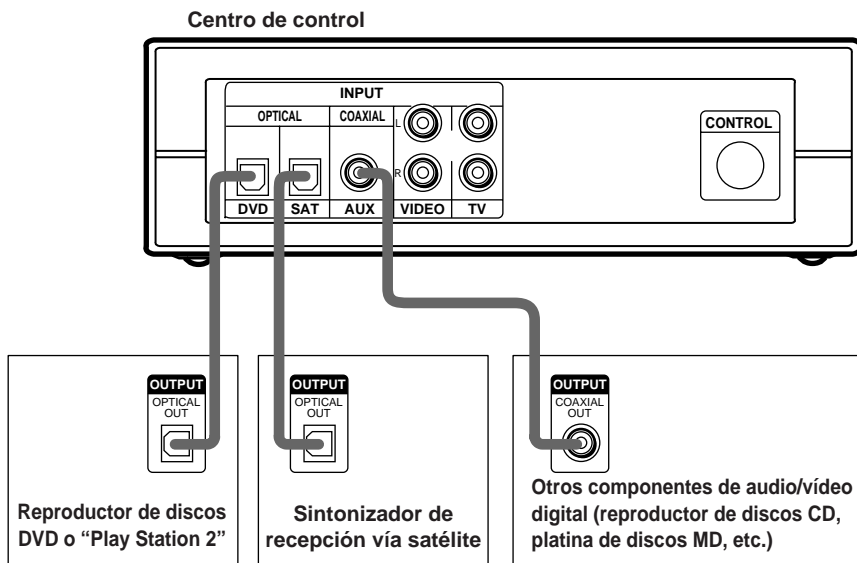 Centro de control
INPUT
OPTICAL COAXIAL
L
CONTROL
R
DVD SAT AUX VIDEO TV
OUTPUT
OPTICAL
OUT
Reproductor de discos
DVD o “Play Station 2”
OUTPUT
OPTICAL
OUT
Sintonizador de
recepción vía satélite
OUTPUT
COAXIAL
OUT
Otros componentes de audio/vídeo
digital (reproductor de discos CD,
platina de discos MD, etc.)